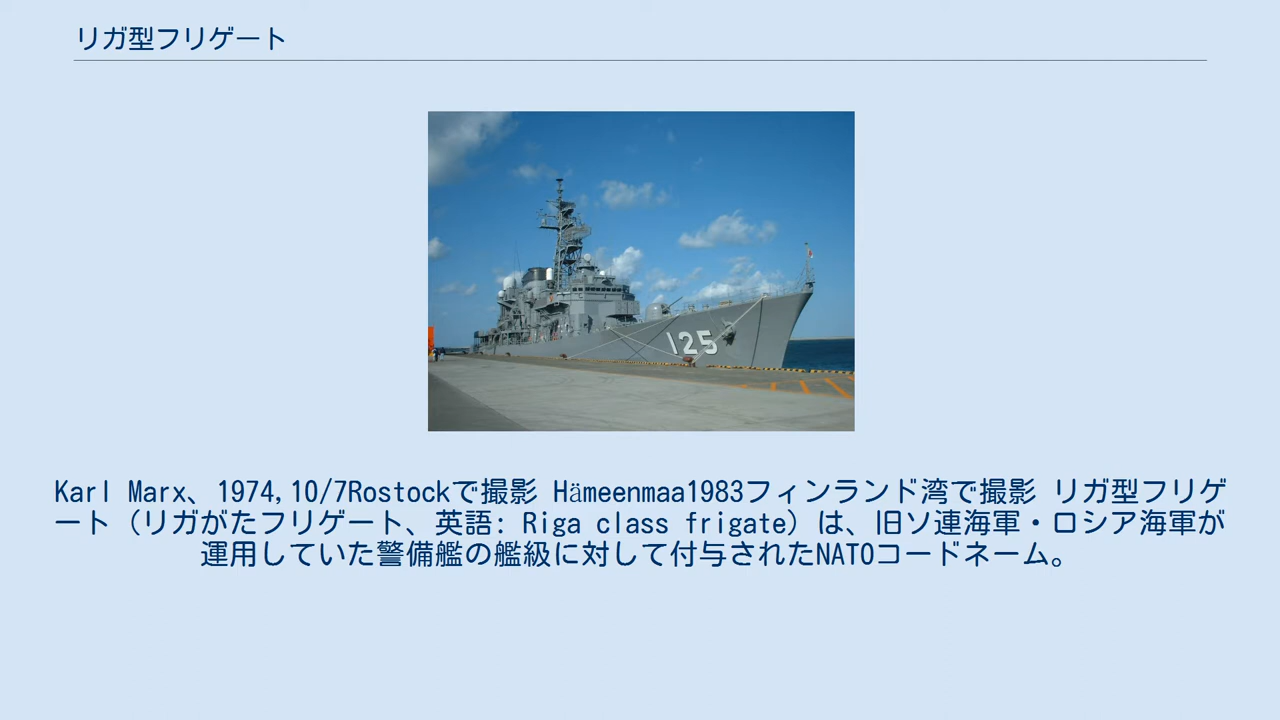 リガ型フリゲート
125
Karl Marx、1974,10/7Rostockで撮影 Hämeenmaa1983フィンランド湾で撮影 リガ型フリゲ
ート（リガがたフリゲート、英語: Riga class frigate）は、旧ソ連海軍・ロシア海軍が
運用していた警備艦の艦級に対して付与されたNATOコードネーム。